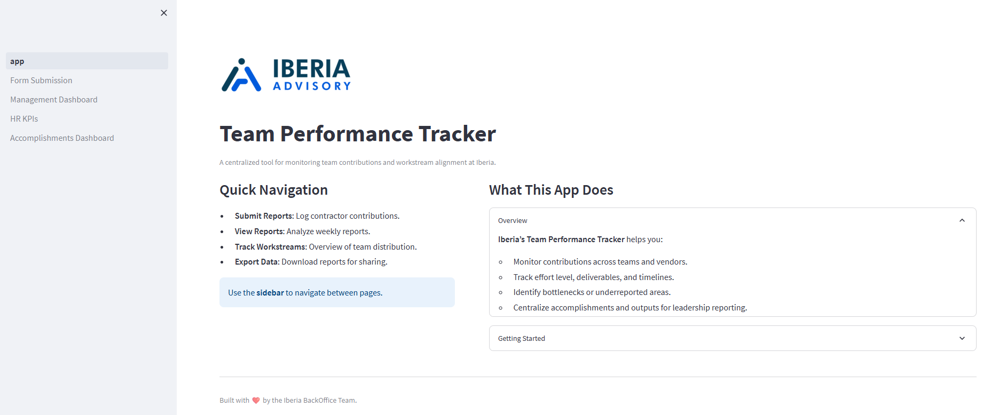 app
Form Submission
Management Dashboard
HR KPIs
Accomplishments Dashboard
IBERIA
ADVISORY
Team Performance Tracker
A centralized tool for monitoring team contributions and workstream alignment at Iberia.
Quick Navigation
Submit Reports: Log contractor contributions.
View Reports: Analyze weekly reports.
Track Workstreams: Overview of team distribution.
Export Data: Download reports for sharing.
Use the sidebar to navigate between pages.
What This App Does
Overview
Iberia’s Team Performance Tracker helps you:
Monitor contributions across teams and vendors.
Track effort level, deliverables, and timelines.
Identify bottlenecks or underreported areas.
Centralize accomplishments and outputs for leadership reporting.
Getting Started
Built with ❤️ by the Iberia BackOffice Team.